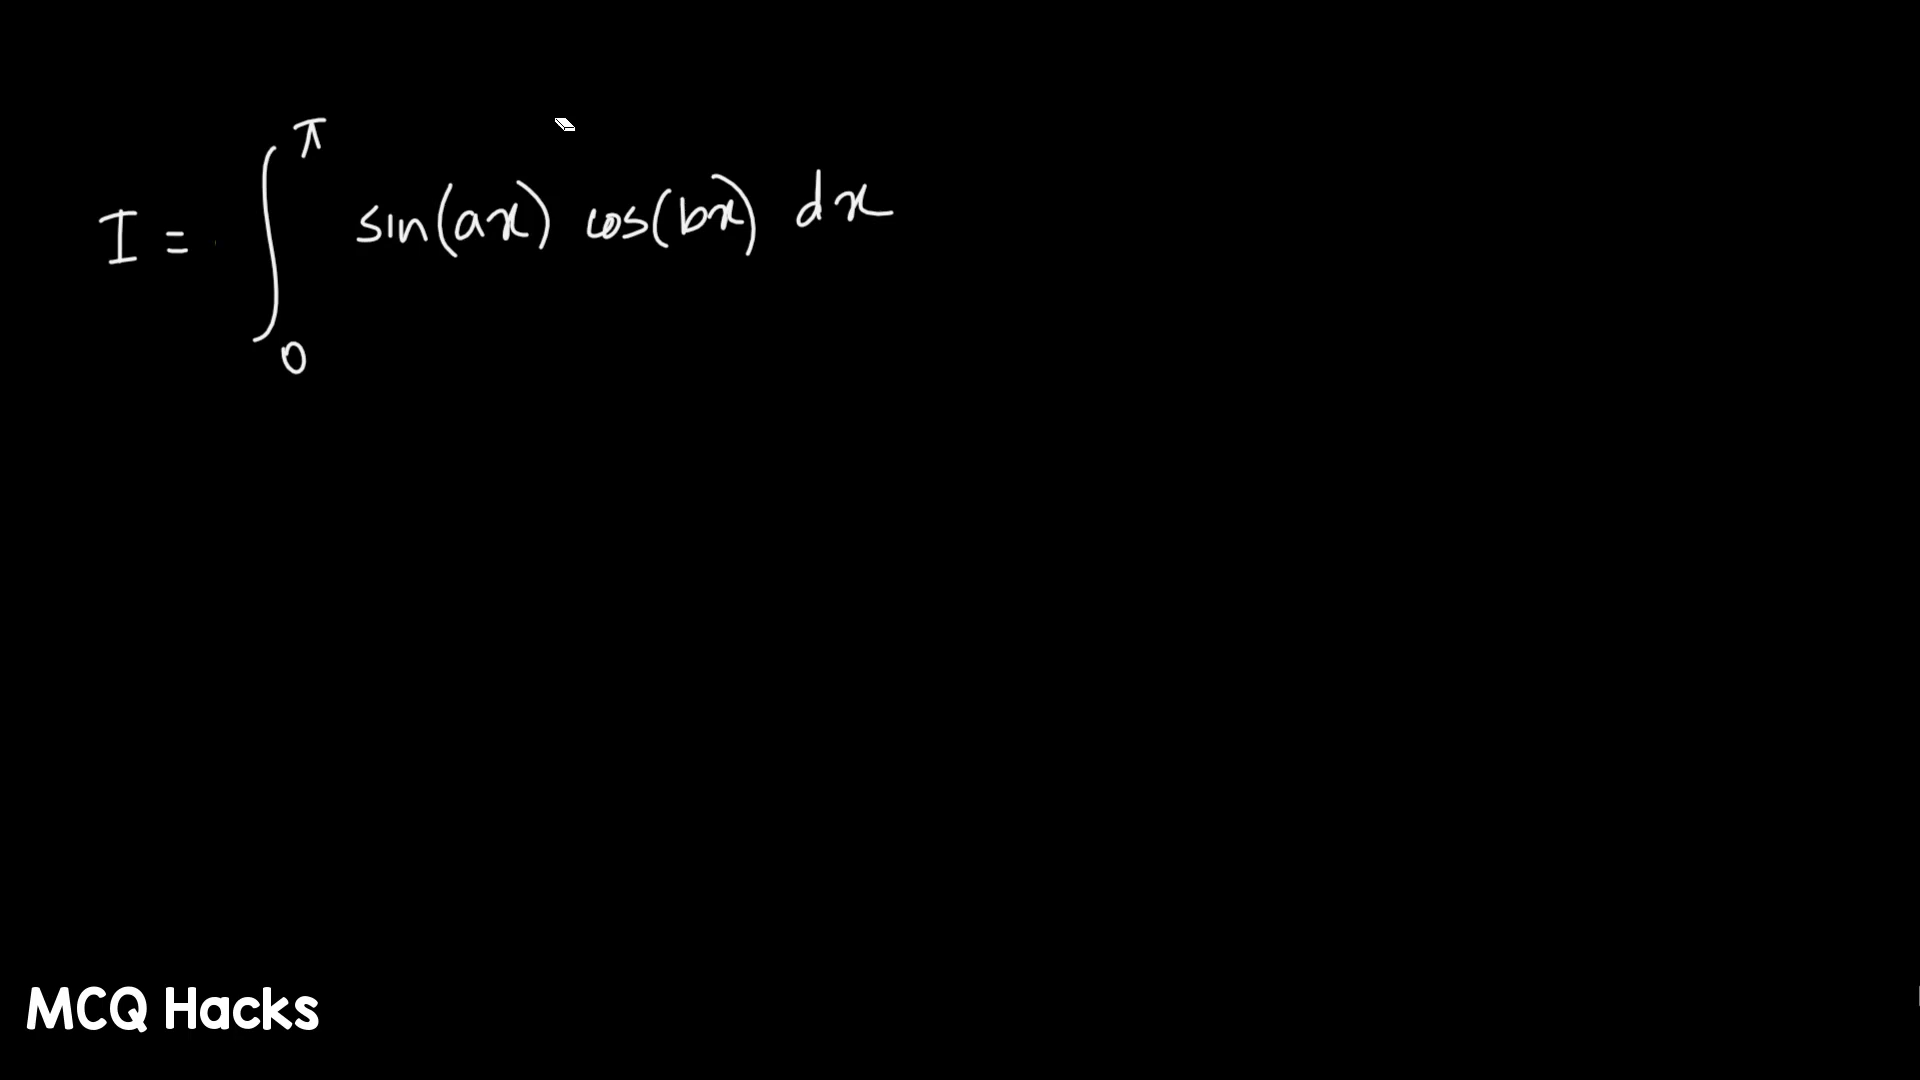 I = ∫₀^π sin(ax) cos(bx) dx
MCQ Hacks